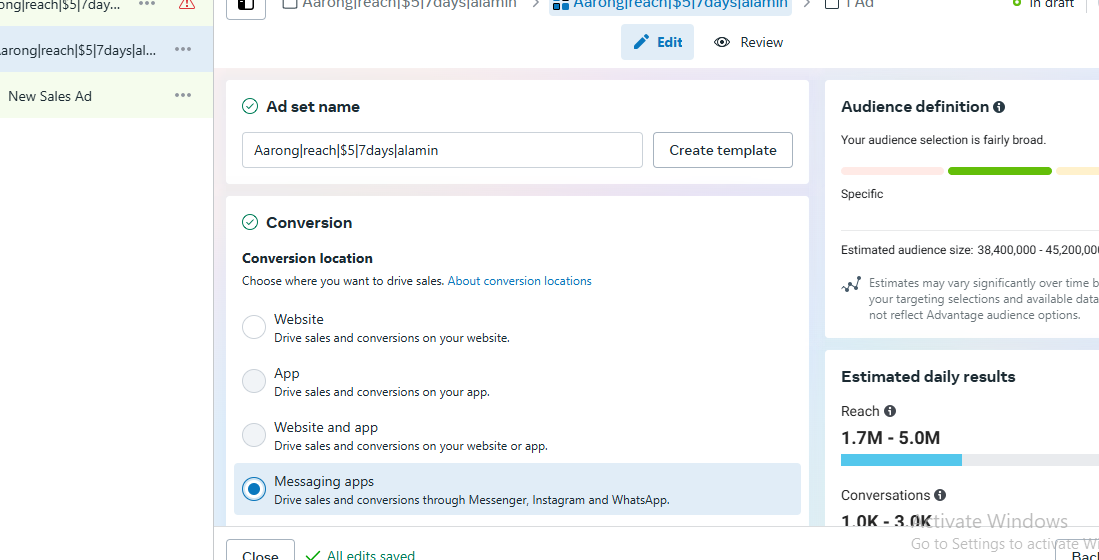 ong|reach|$5|7day...
Aarong|reach|$5|7days|alamin
Aarong|reach|$5|7days|alamin
1 Ad
In draft
Edit
Review
Aarong|reach|$5|7days|al...
New Sales Ad
Ad set name
Aarong|reach|$5|7days|alamin
Create template
Conversion
Conversion location
Choose where you want to drive sales. About conversion locations
Website
Drive sales and conversions on your website.
App
Drive sales and conversions on your app.
Website and app
Drive sales and conversions on your website or app.
Messaging apps
Drive sales and conversions through Messenger, Instagram and WhatsApp.
Close
All edits saved
Audience definition
Your audience selection is fairly broad.
Specific
Estimated audience size: 38,400,000 - 45,200,000
Estimates may vary significantly over time b
your targeting selections and available data
not reflect Advantage audience options.
Estimated daily results
Reach
1.7M - 5.0M
Conversations
1.0K - 3.0K
Activate Windows
Go to Settings to activate Wi
Back